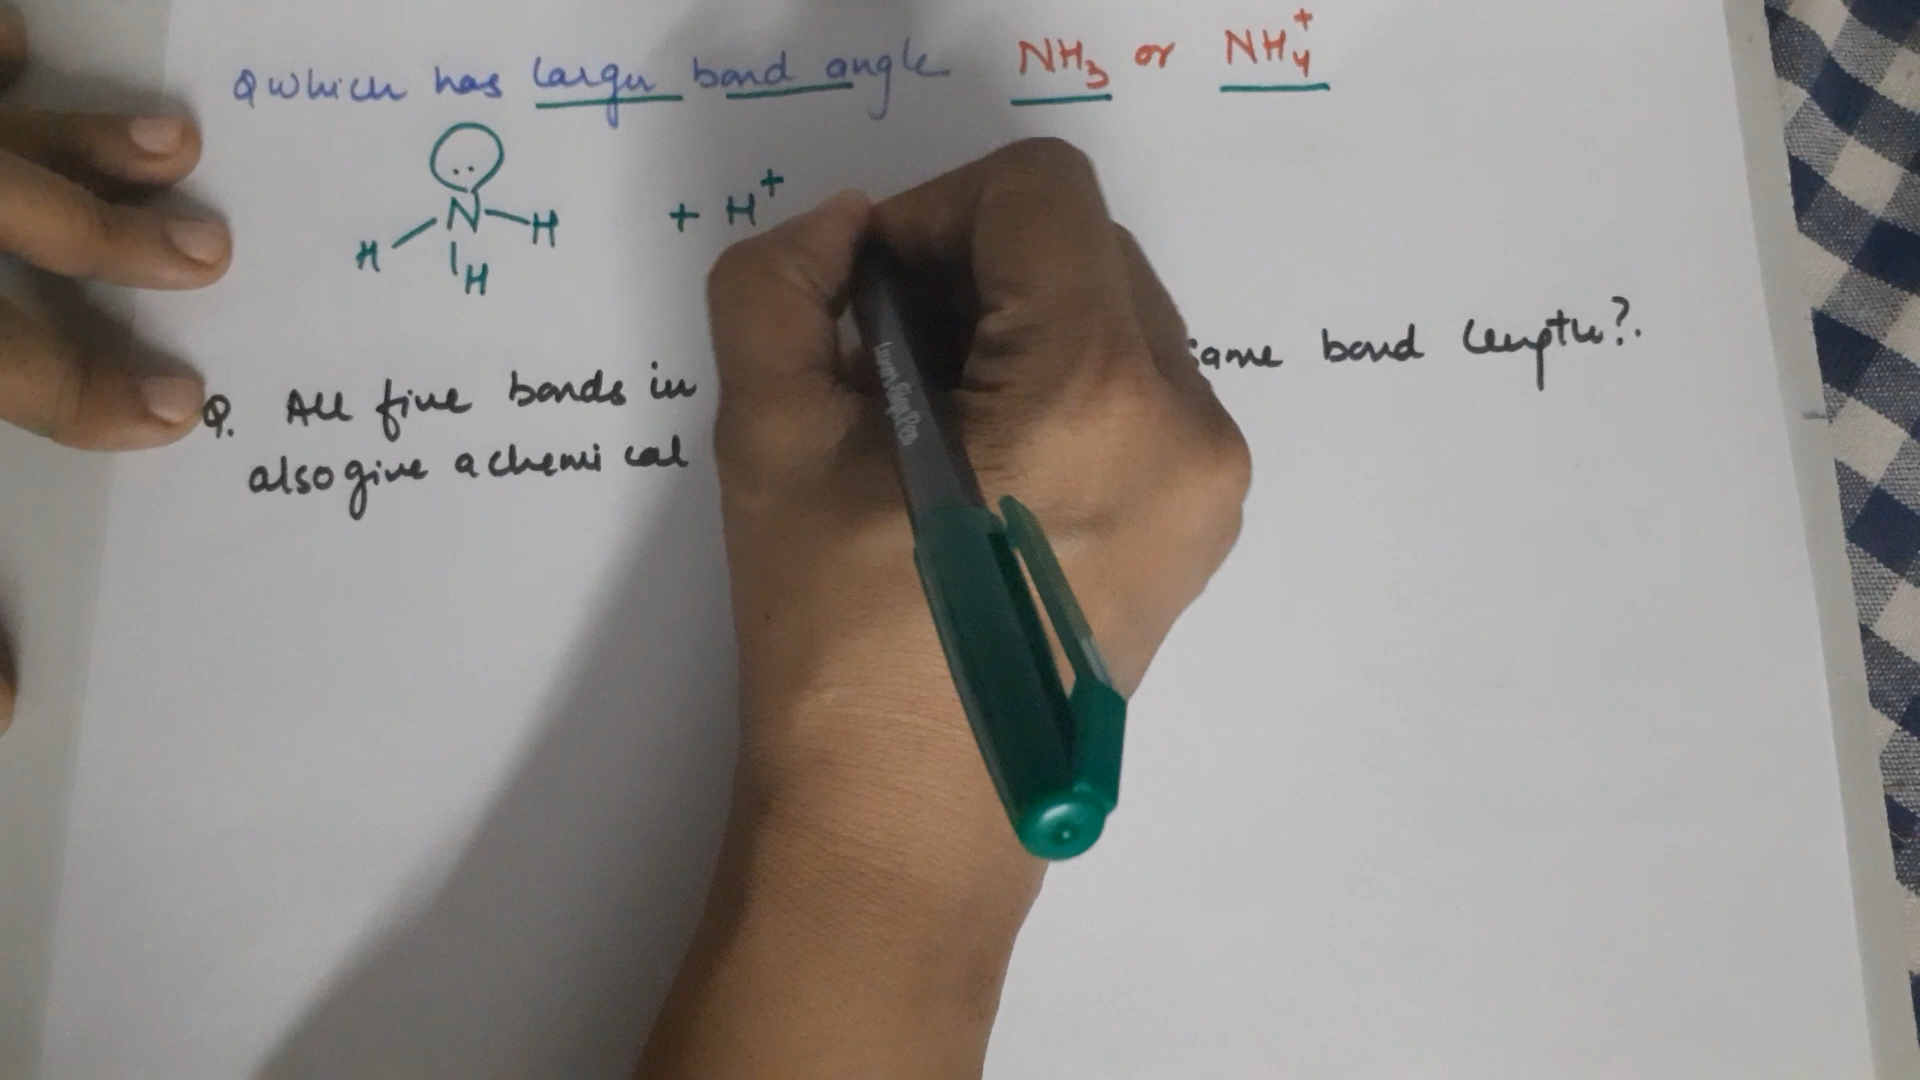 Q Which has larger bond angle NH₃ or NH₄⁺
N H H H + H⁺
Q. All five bonds in same bond length?.
also give a chemical